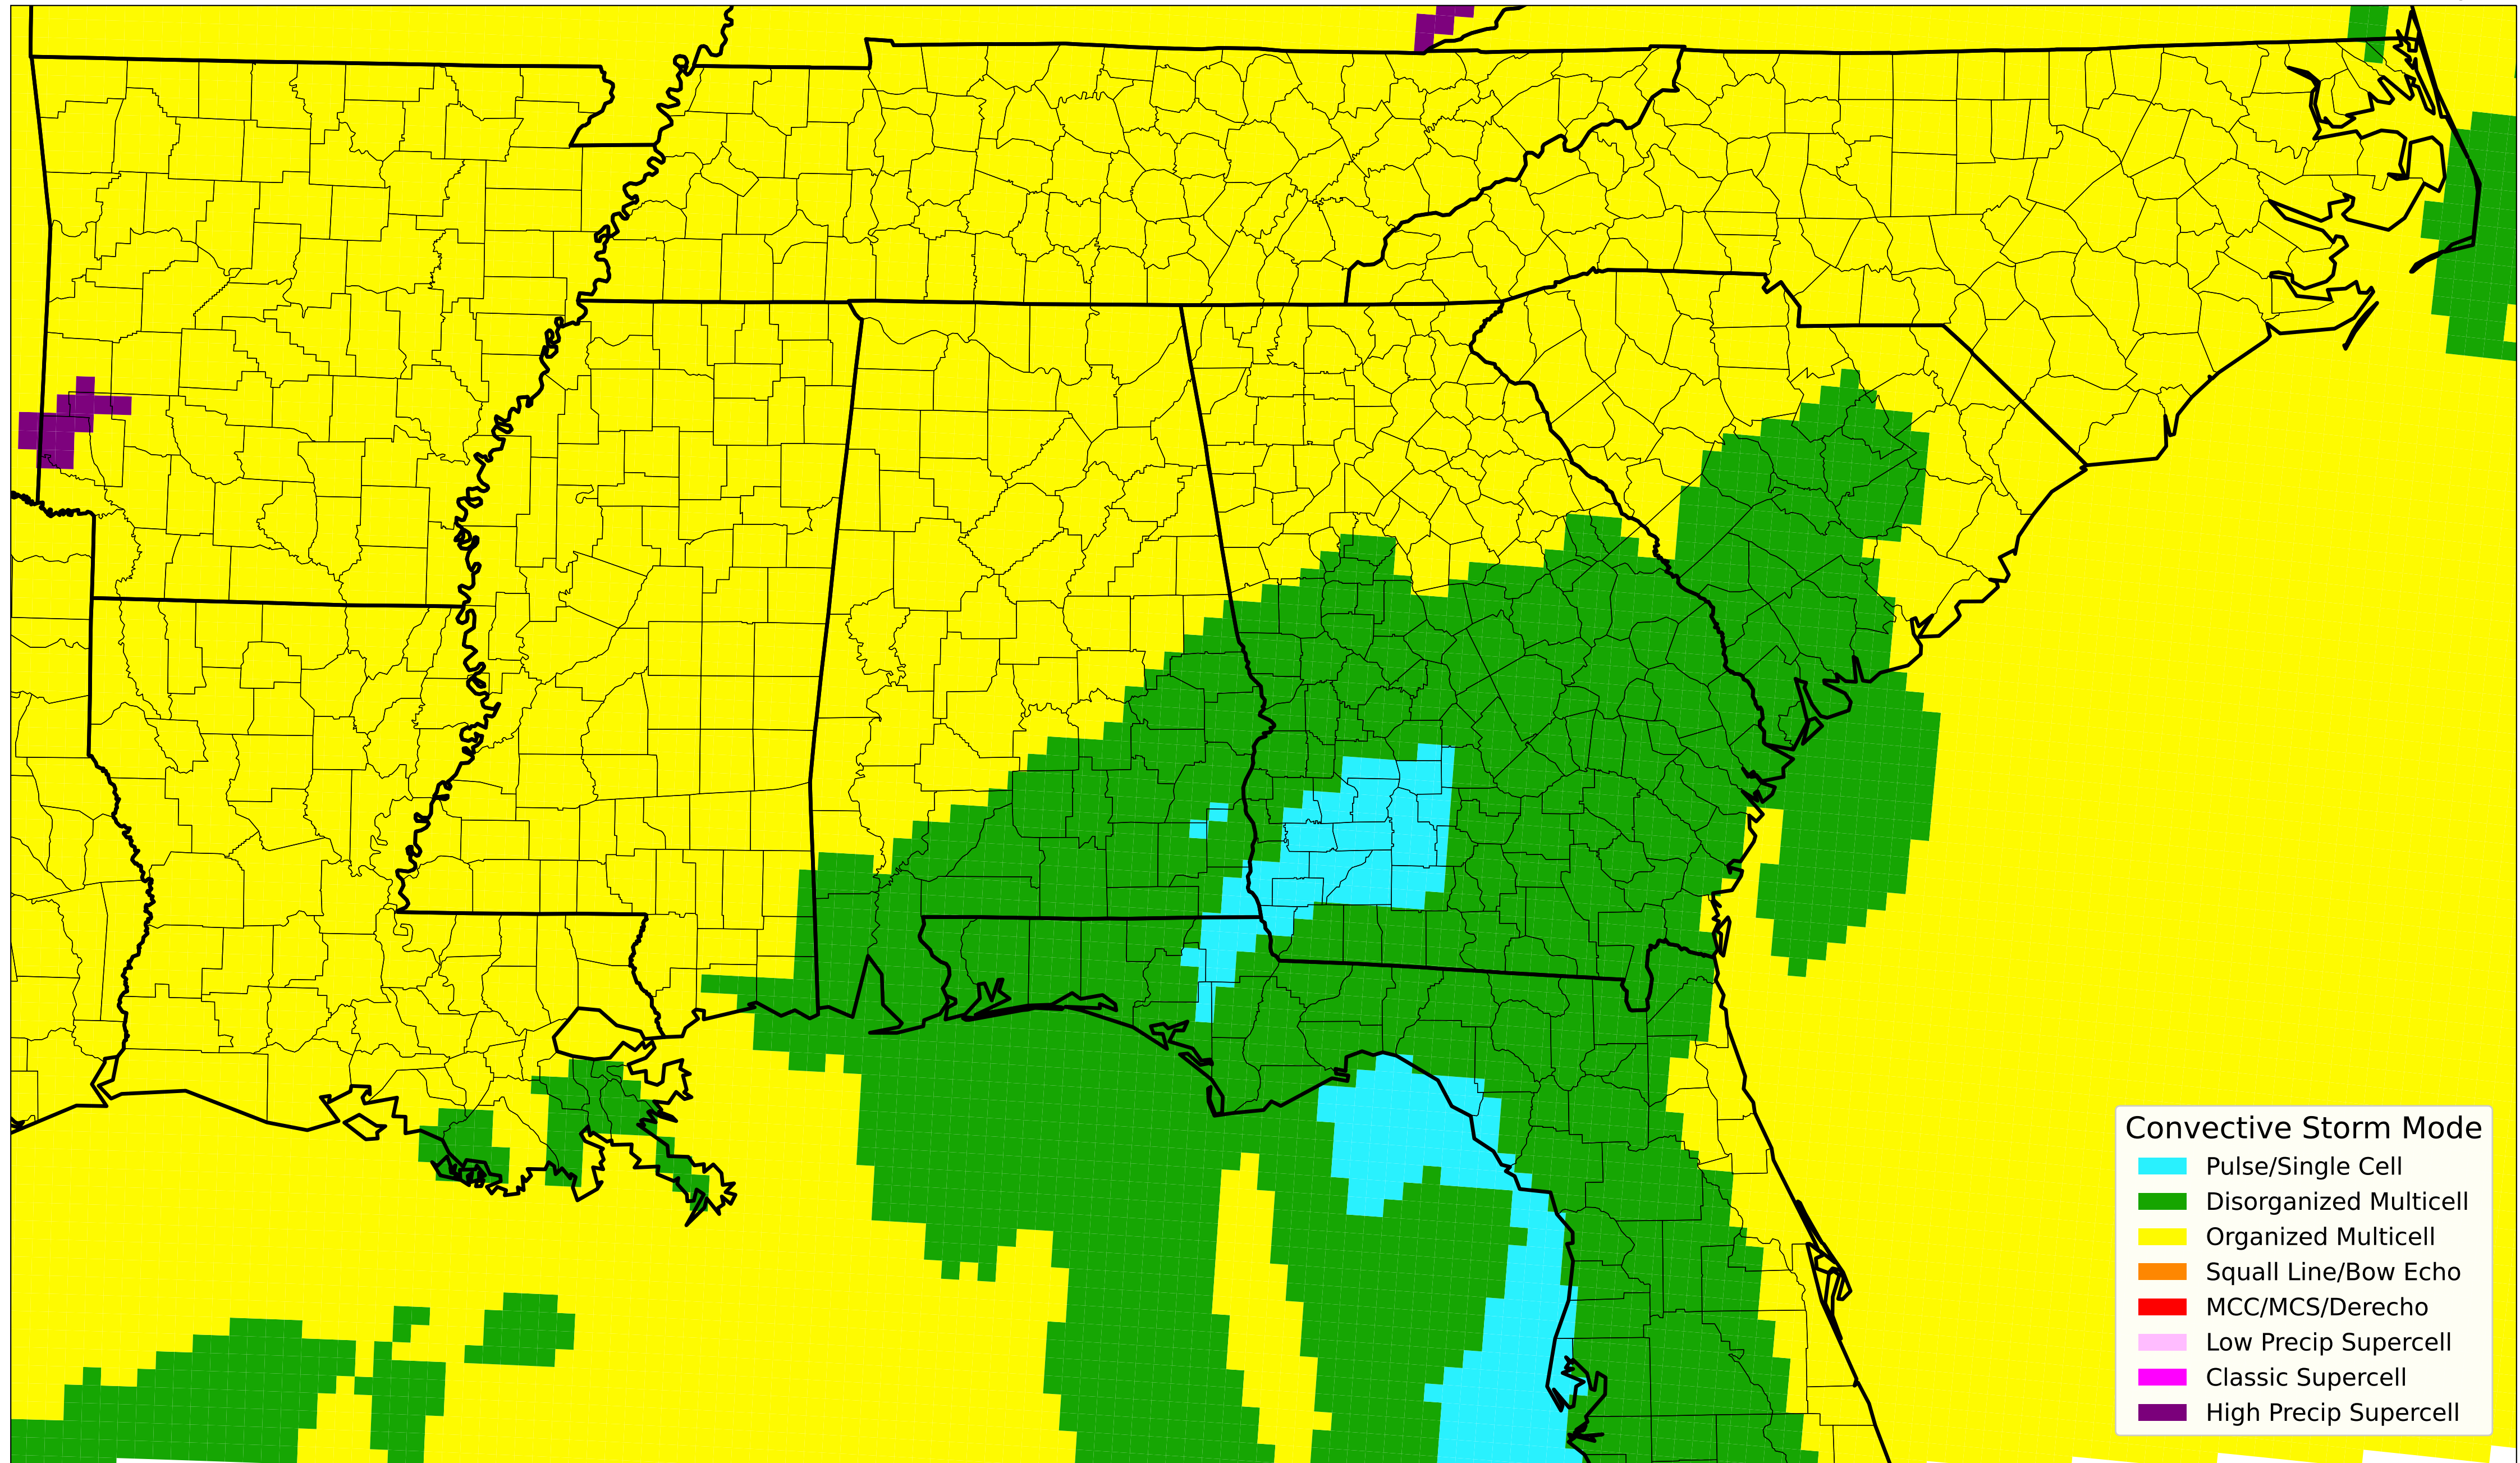 Convective Storm Mode
Pulse/Single Cell
Disorganized Multicell
Organized Multicell
Squall Line/Bow Echo
MCC/MCS/Derecho
Low Precip Supercell
Classic Supercell
High Precip Supercell